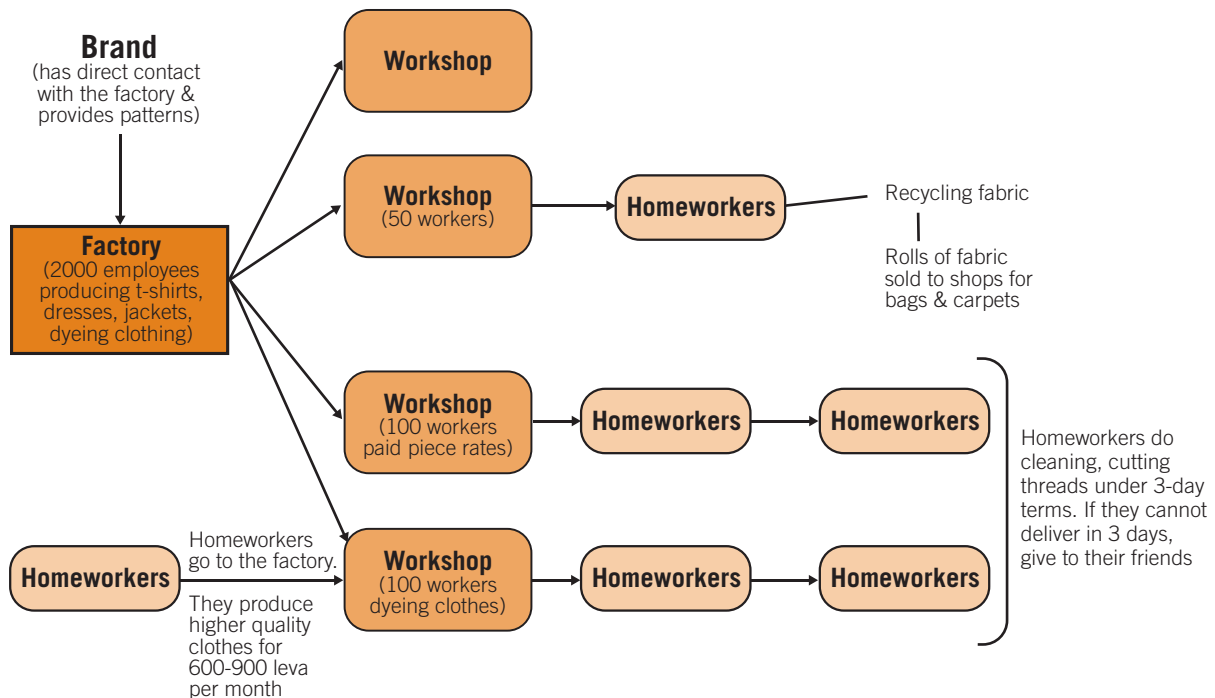 Brand
(has direct contact
with the factory &
provides patterns)
Factory
(2000 employees
producing t-shirts,
dresses, jackets,
dyeing clothing)
Workshop
Workshop
(50 workers)
Homeworkers
Recycling fabric
Rolls of fabric
sold to shops for
bags & carpets
Workshop
(100 workers
paid piece rates)
Homeworkers
Homeworkers
Homeworkers do
cleaning, cutting
threads under 3-day
terms. If they cannot
deliver in 3 days,
give to their friends
Homeworkers
Homeworkers
go to the factory.
They produce
higher quality
clothes for
600-900 leva
per month
Workshop
(100 workers
dyeing clothes)
Homeworkers
Homeworkers